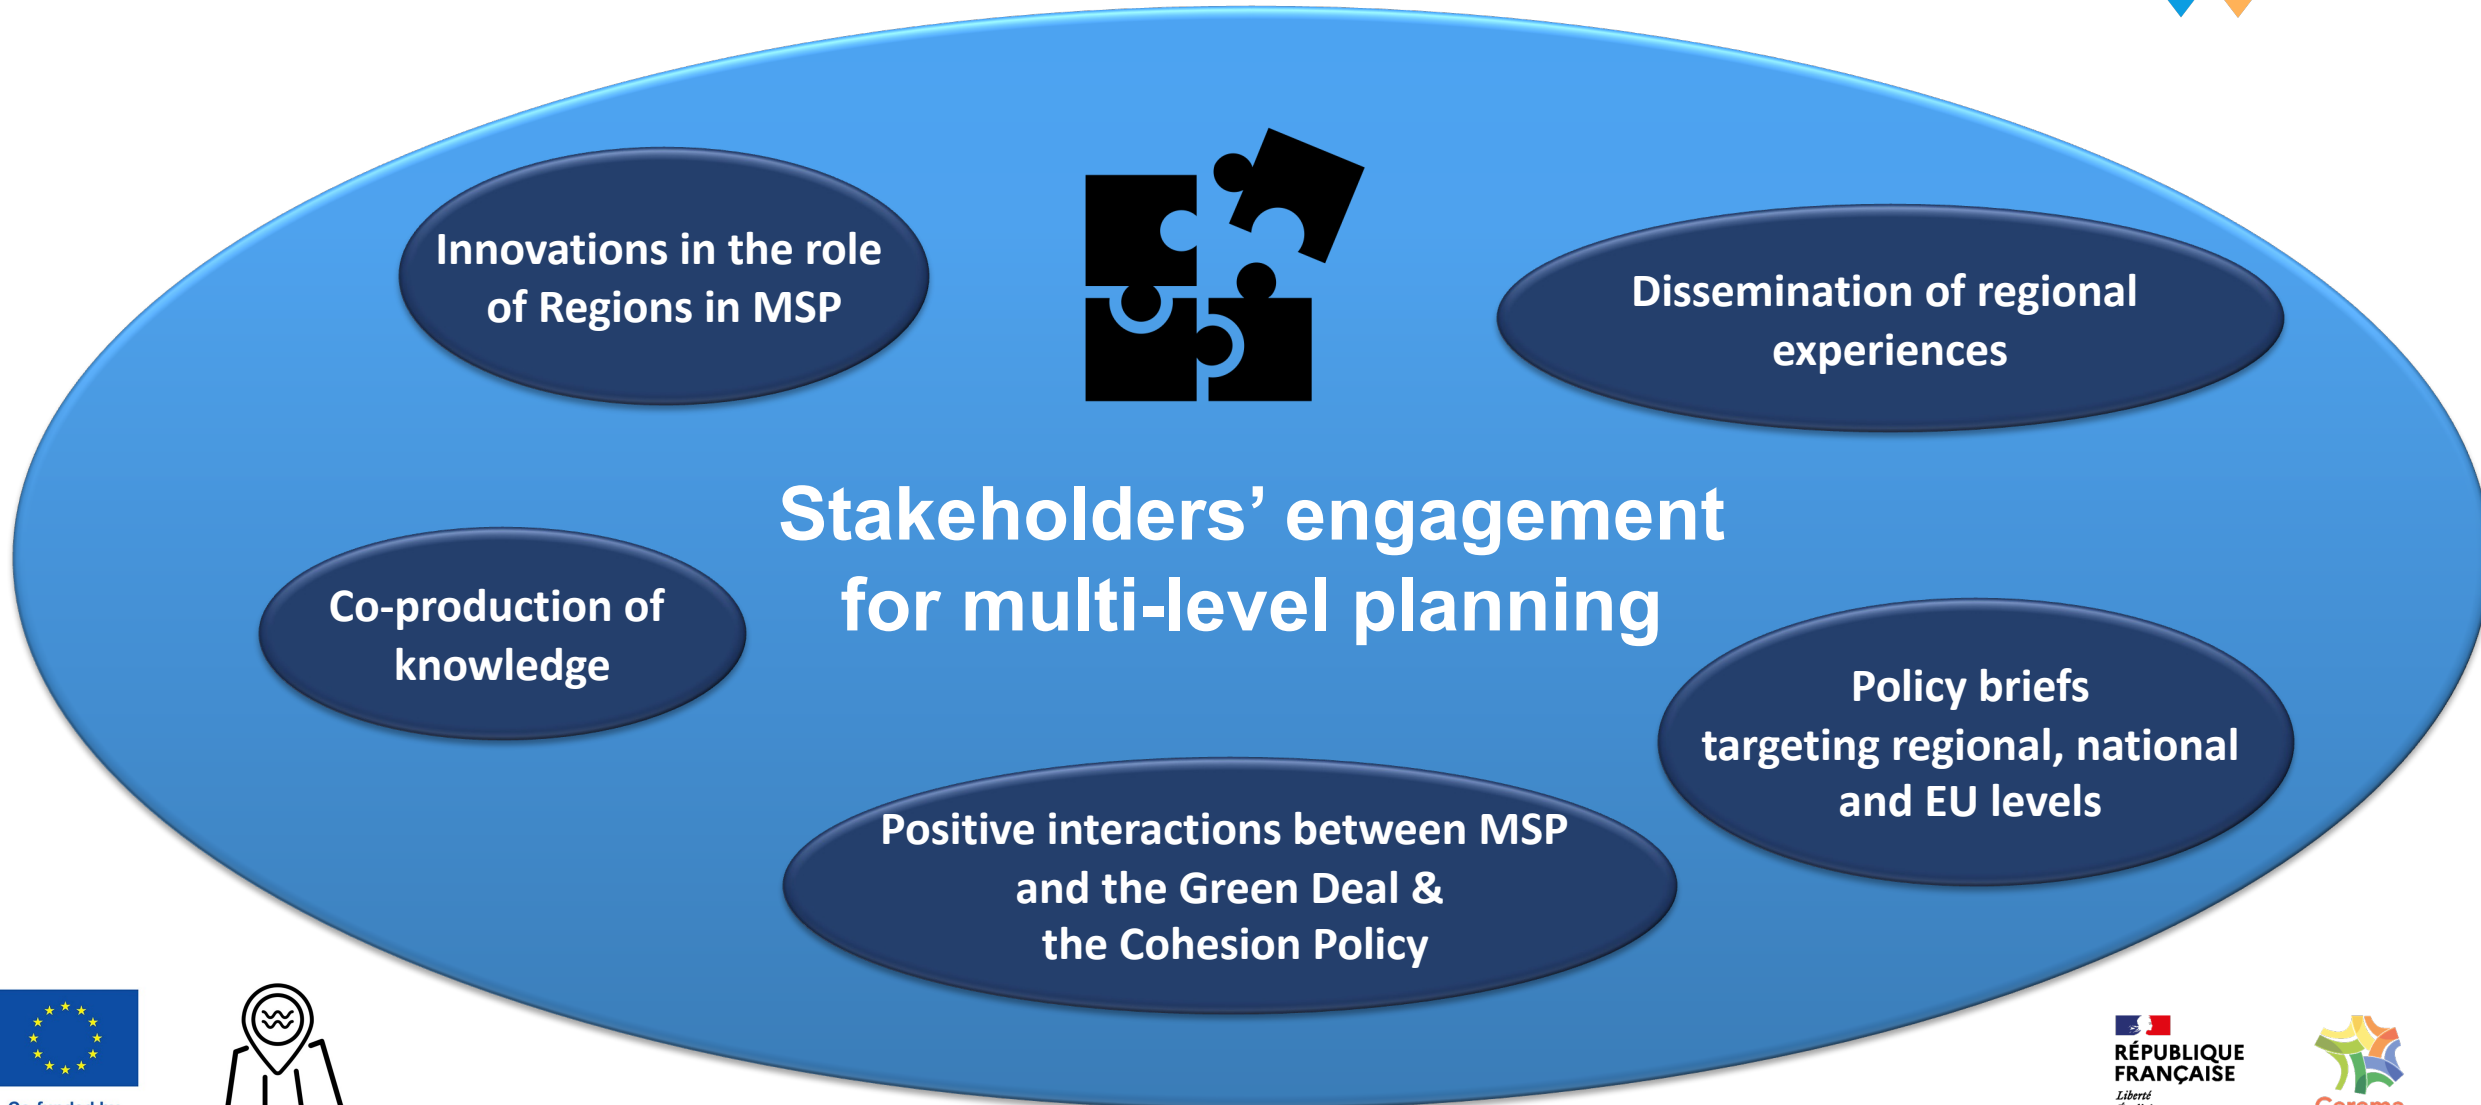 Innovations in the role
of Regions in MSP
Dissemination of regional
experiences
Stakeholders’ engagement
for multi-level planning
Co-production of
knowledge
Policy briefs
targeting regional, national
and EU levels
Positive interactions between MSP
and the Green Deal &
the Cohesion Policy
RÉPUBLIQUE
FRANÇAISE
Liberté